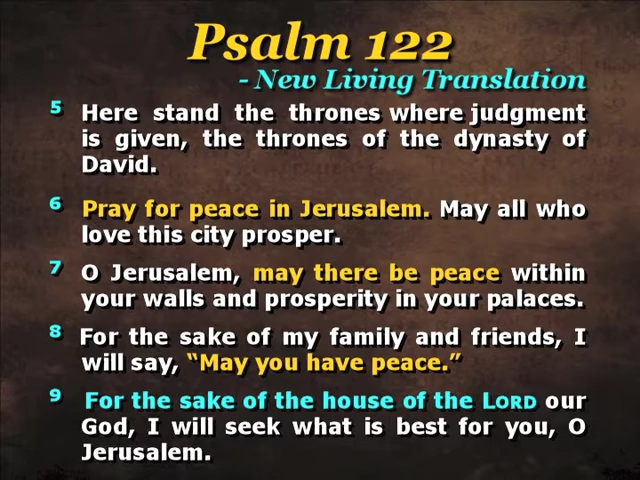 Psalm 122
- New Living Translation
5 Here stand the thrones where judgment
is given, the thrones of the dynasty of
David.
6 Pray for peace in Jerusalem. May all who
love this city prosper.
7 O Jerusalem, may there be peace within
your walls and prosperity in your palaces.
8 For the sake of my family and friends, I
will say, “May you have peace.”
9 For the sake of the house of the LORD our
God, I will seek what is best for you, O
Jerusalem.